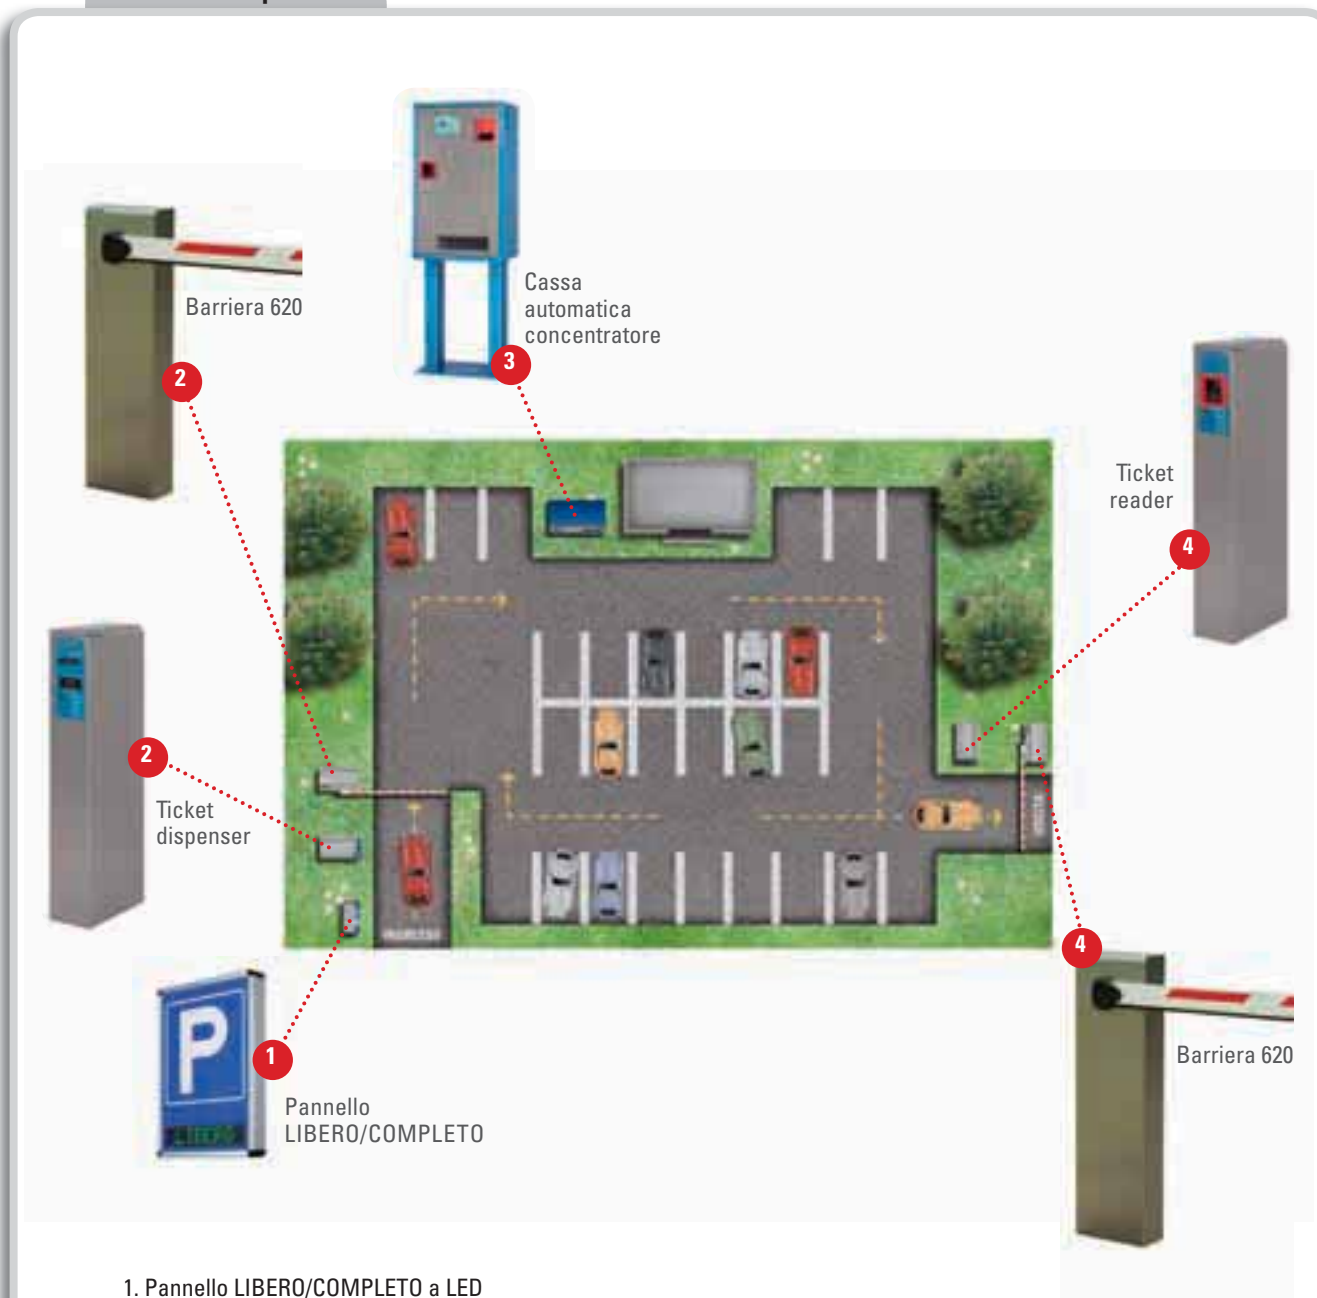 Cassa
automatica
concentratore
3
Barriera 620
2
Ticket
reader
4
2
Ticket
dispenser
4
P
1
LIBERO
Barriera 620
Pannello
LIBERO/COMPLETO
1. Pannello LIBERO/COMPLETO a LED